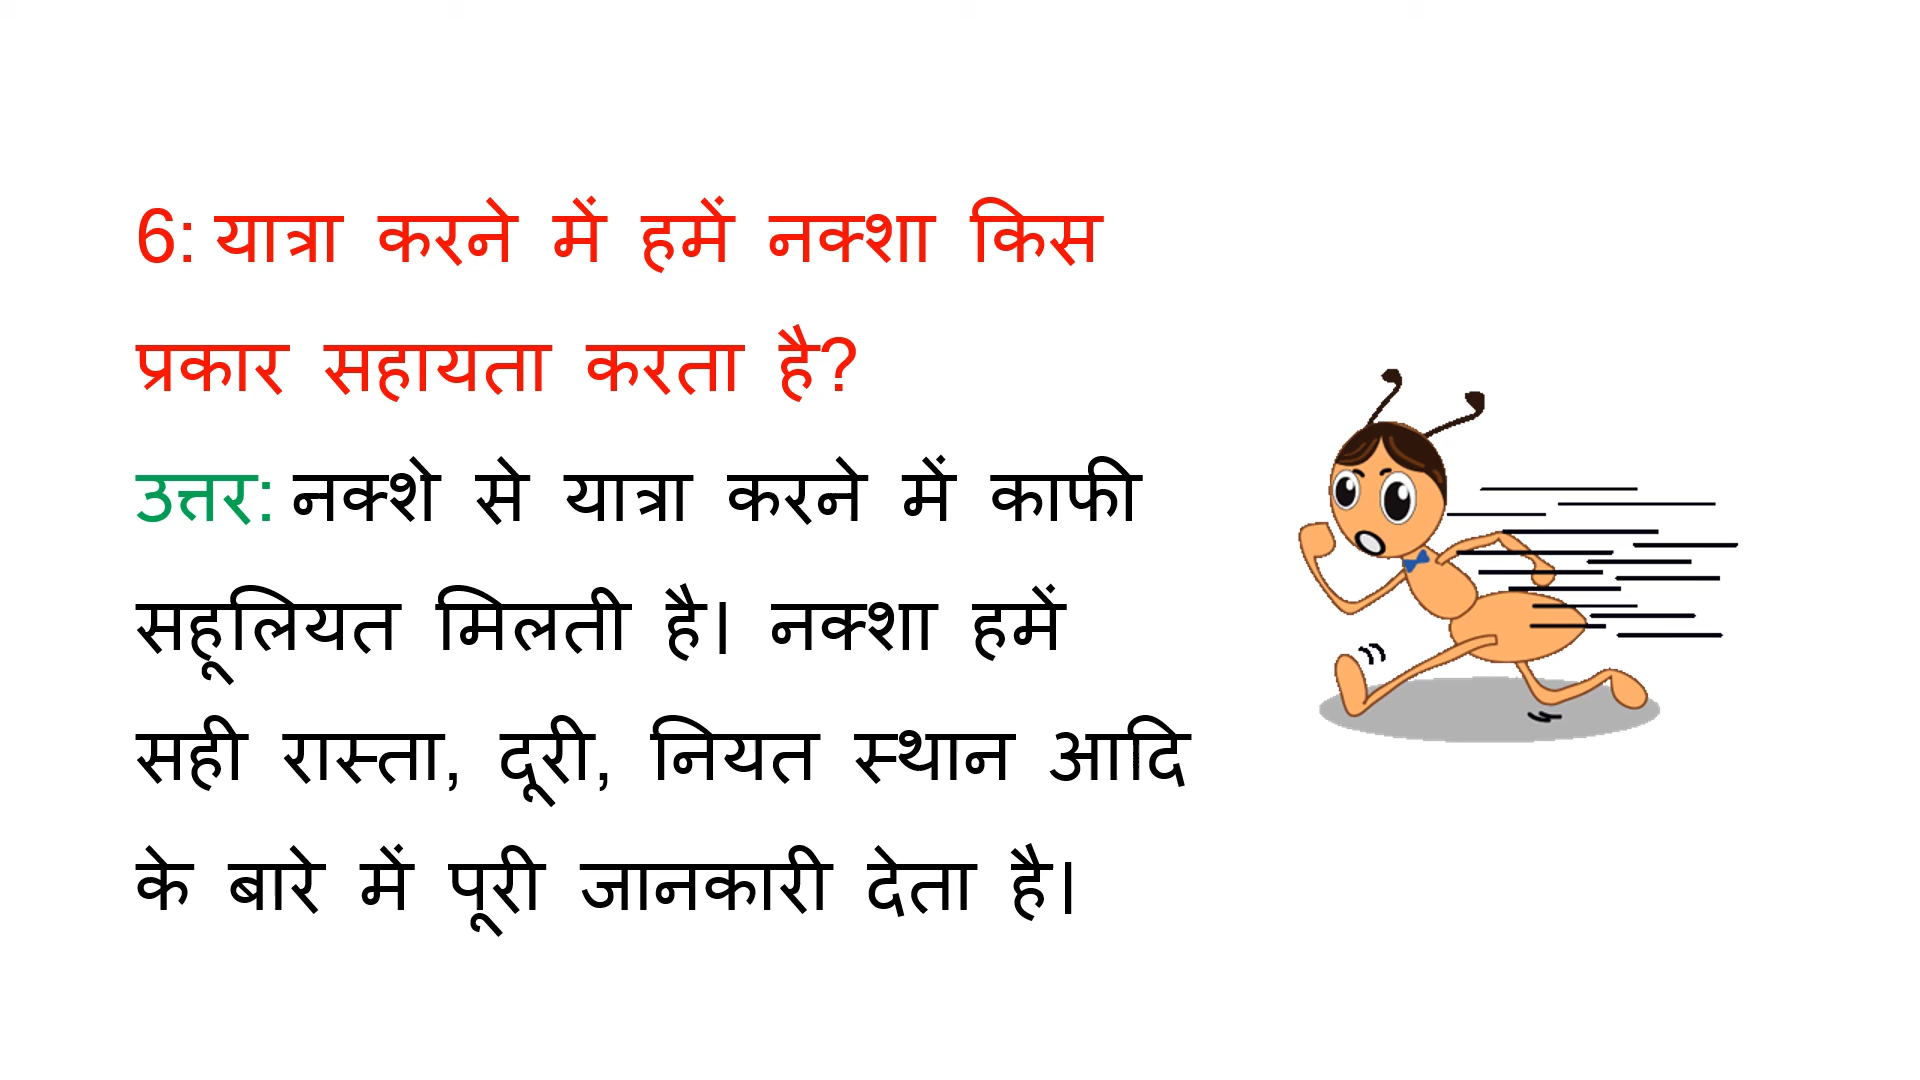 6: यात्रा करने में हमें नक्शा किस
प्रकार सहायता करता है?
उत्तर: नक्शे से यात्रा करने में काफी
सहूलियत मिलती है। नक्शा हमें
सही रास्ता, दूरी, नियत स्थान आदि
के बारे में पूरी जानकारी देता है।